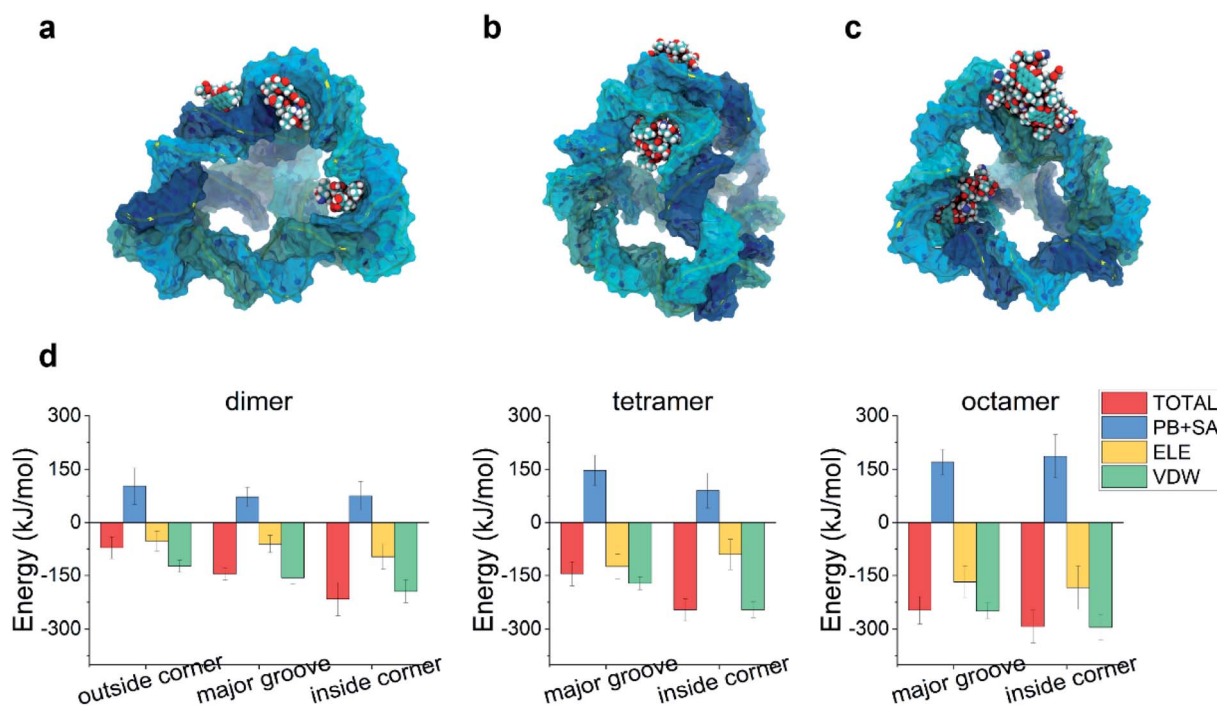 a
b
c
d
dimer
300
150
0
-150
-300
Energy (kJ/mol)
outside corner
major groove
inside corner
tetramer
300
150
0
-150
-300
Energy (kJ/mol)
major groove
inside corner
octamer
300
150
0
-150
-300
Energy (kJ/mol)
major groove
inside corner
TOTAL
PB+SA
ELE
VDW